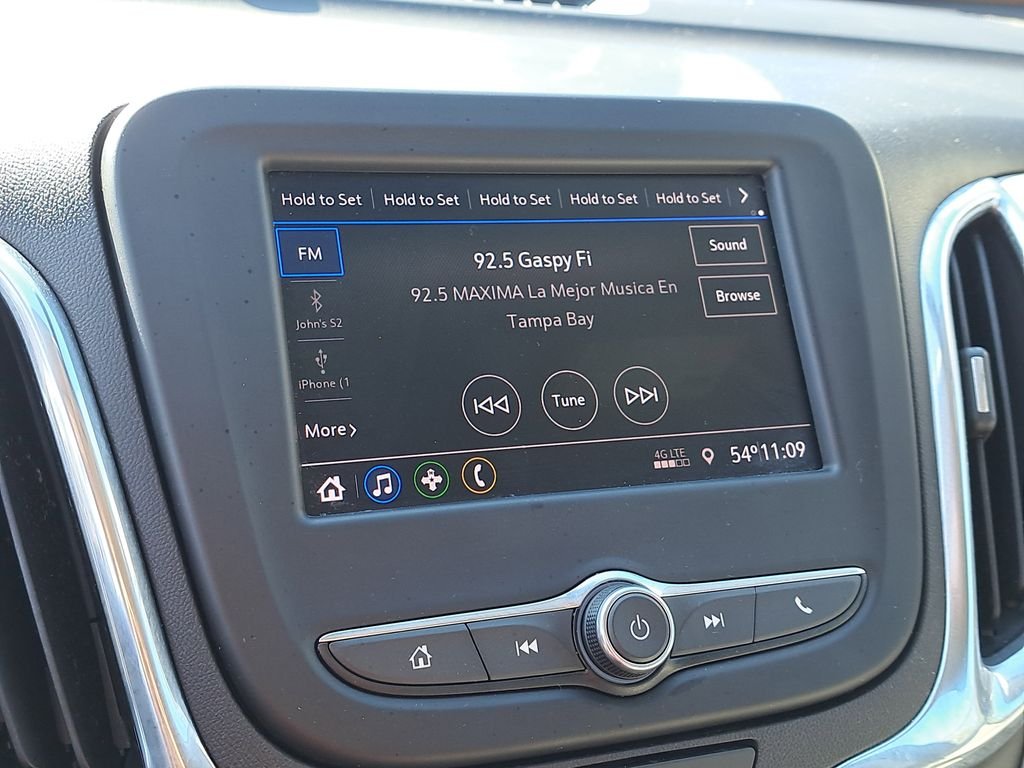 Hold to Set Hold to Set Hold to Set Hold to Set Hold to Set
FM
92.5 Gaspy Fi
Sound
92.5 MAXIMA La Mejor Musica En
Tampa Bay
Browse
John's S2
iPhone (1
Tune
More
4G LTE
54° 11:09